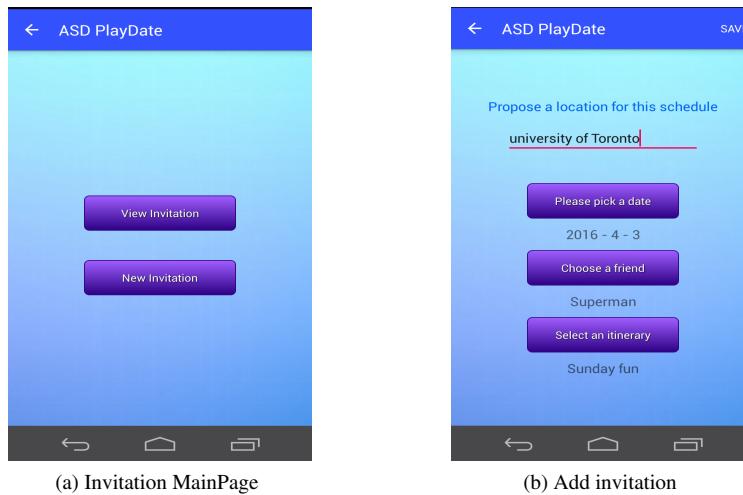 ASD PlayDate
View Invitation
New Invitation
(a) Invitation MainPage
ASD PlayDate
SAVE
Propose a location for this schedule
university of Toronto
Please pick a date
2016 - 4 - 3
Choose a friend
Superman
Select an itinerary
Sunday fun
(b) Add invitation